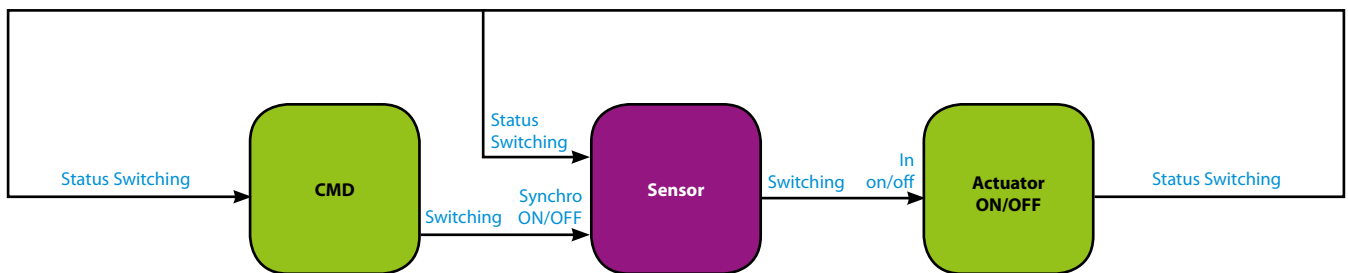 Status Switching
CMD
Switching
Synchro
ON/OFF
Status
Switching
Sensor
Switching
In
on/off
Actuator
ON/OFF
Status Switching